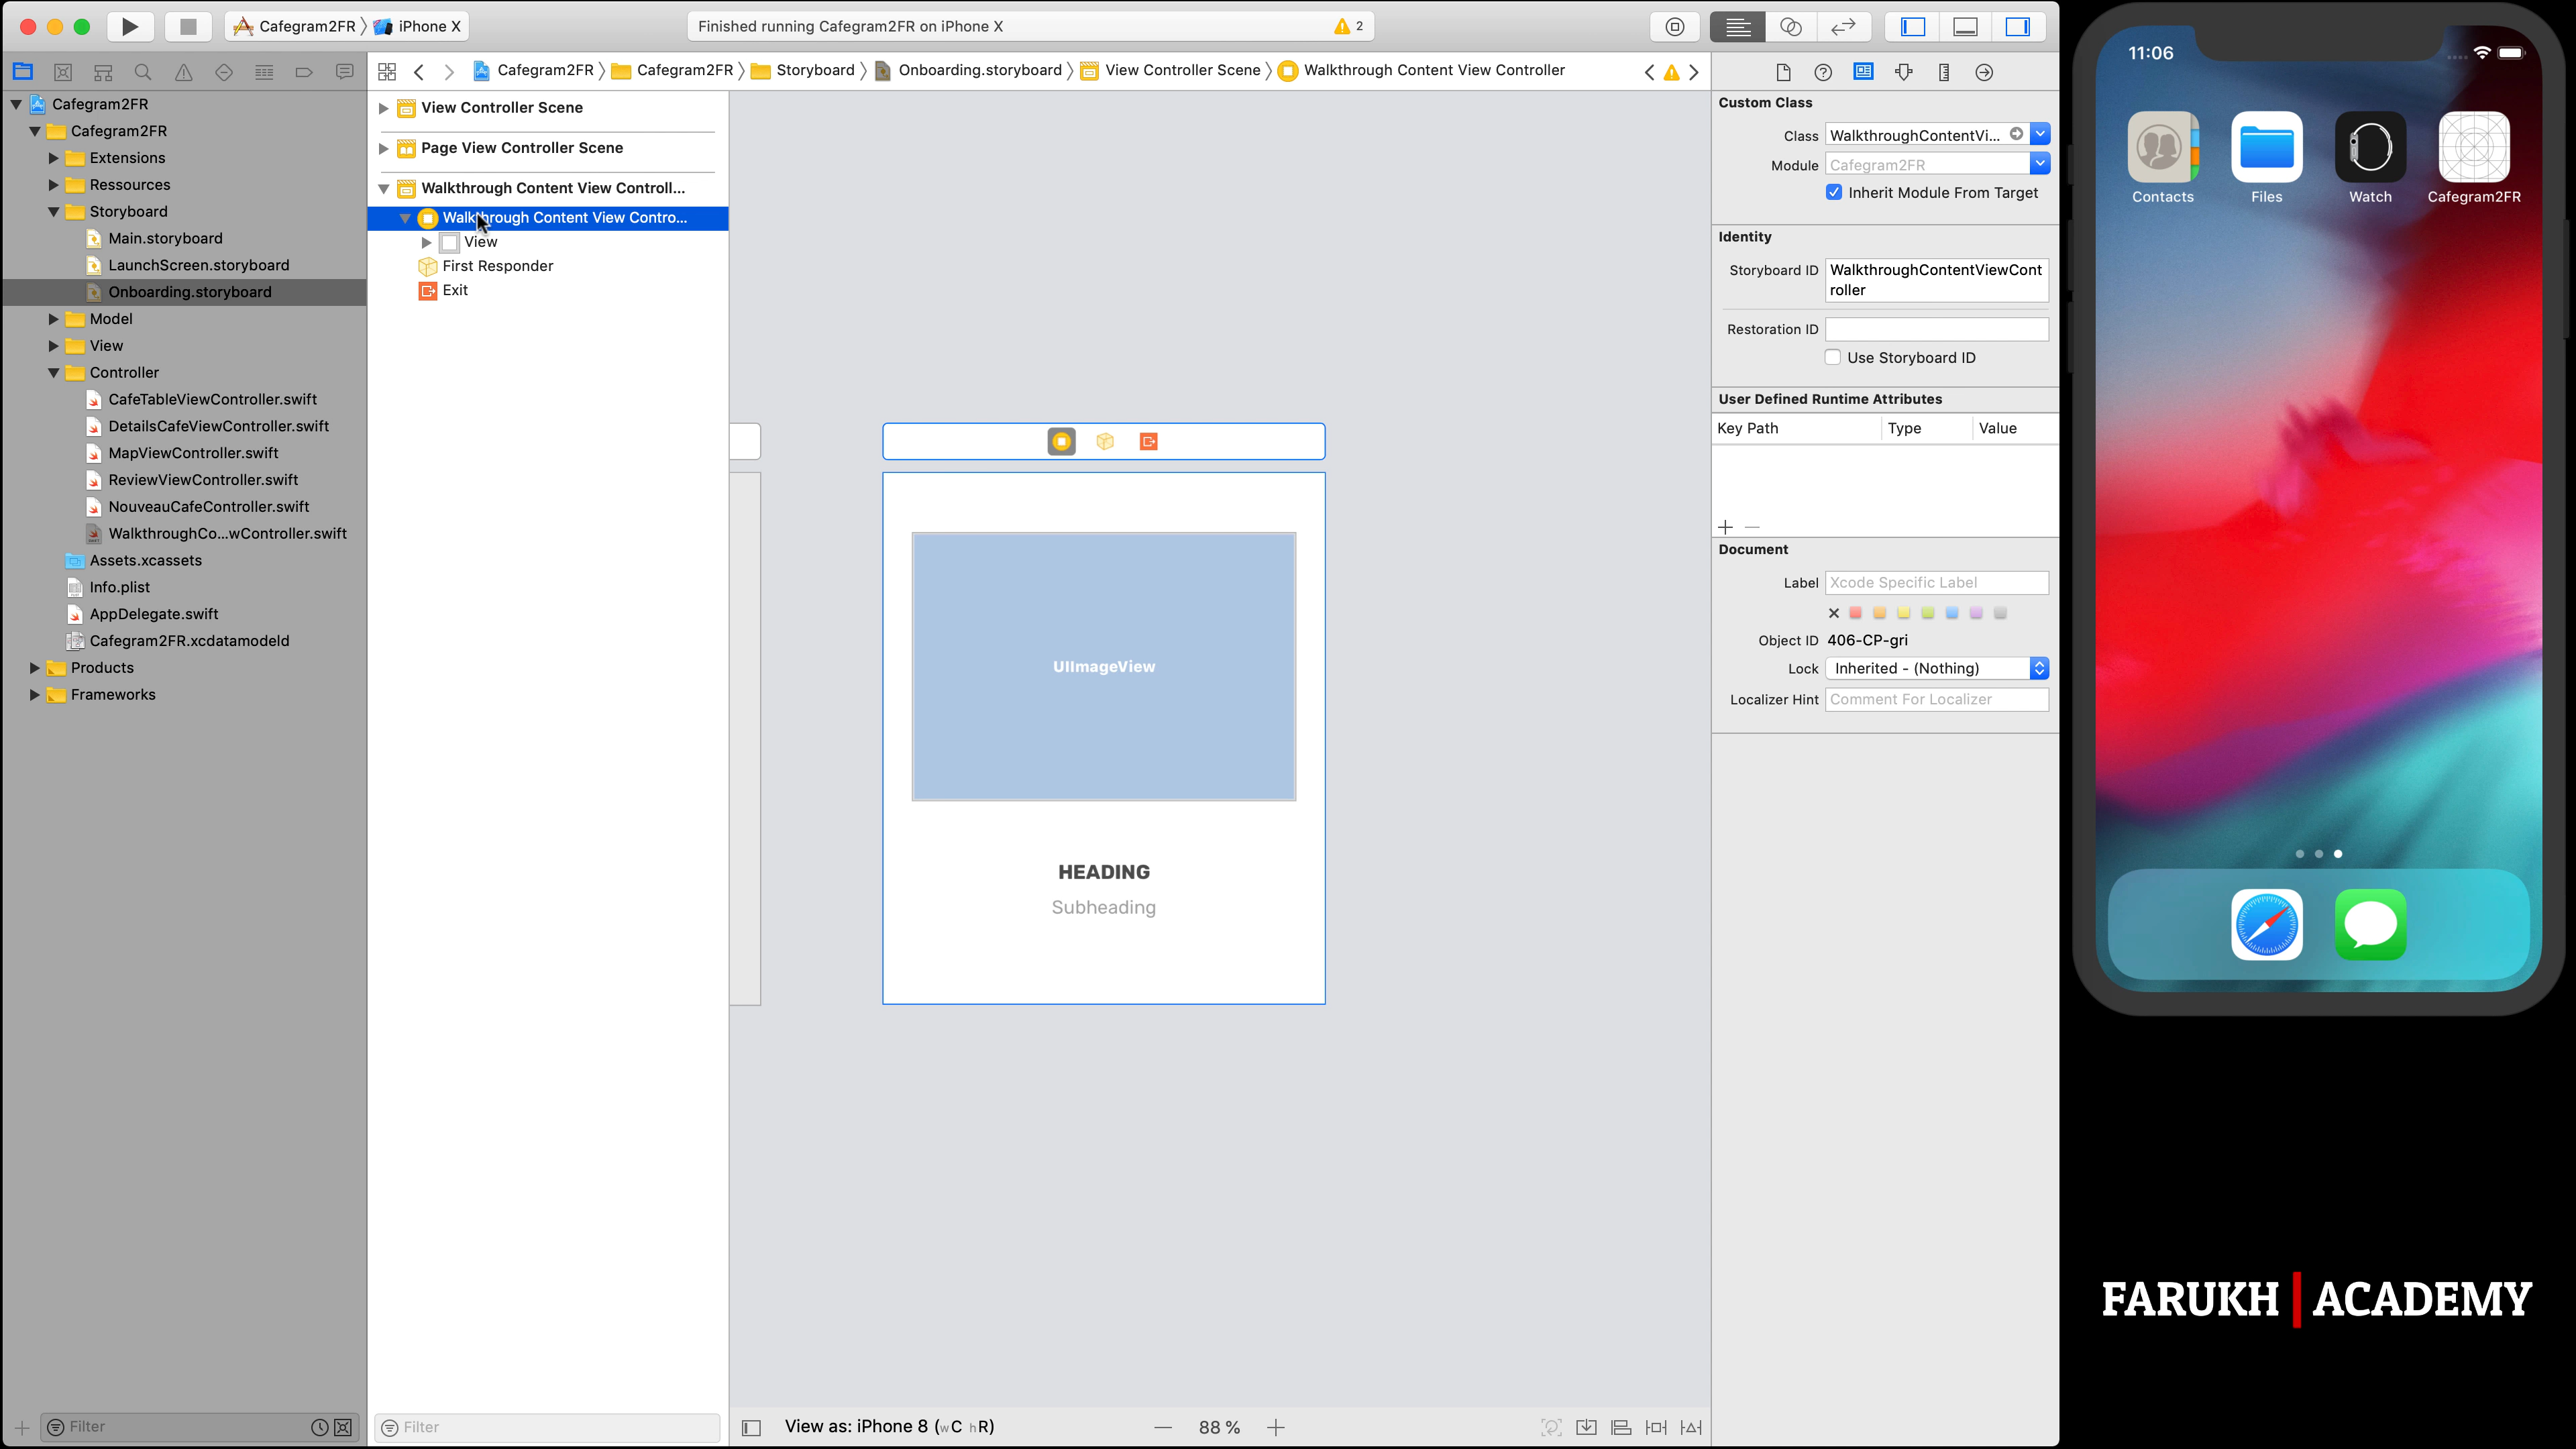 Cafegram2FR iPhone X
Finished running Cafegram2FR on iPhone X
2
Cafegram2FR
Cafegram2FR
Extensions
Ressources
Storyboard
Main.storyboard
LaunchScreen.storyboard
Onboarding.storyboard
Model
View
Controller
CafeTableViewController.swift
DetailsCafeViewController.swift
MapViewController.swift
ReviewViewController.swift
NouveauCafeController.swift
WalkthroughCo...wController.swift
Assets.xcassets
Info.plist
AppDelegate.swift
Cafegram2FR.xcdatamodeld
Products
Frameworks
Filter
Cafegram2FR Cafegram2FR Storyboard Onboarding.storyboard View Controller Scene Walkthrough Content View Controller
View Controller Scene
Page View Controller Scene
Walkthrough Content View Controll...
Walkthrough Content View Contro...
View
First Responder
Exit
Filter
UIImageView
HEADING
Subheading
View as: iPhone 8 (wC hR)
88 %
Custom Class
Class WalkthroughContentVi...
Module Cafegram2FR
Inherit Module From Target
Identity
Storyboard ID WalkthroughContentViewCont
roller
Restoration ID
Use Storyboard ID
User Defined Runtime Attributes
Key Path Type Value
Document
Label Xcode Specific Label
Object ID 406-CP-gri
Lock Inherited - (Nothing)
Localizer Hint Comment For Localizer
11:06
Contacts Files Watch Cafegram2FR
FARUKH ACADEMY